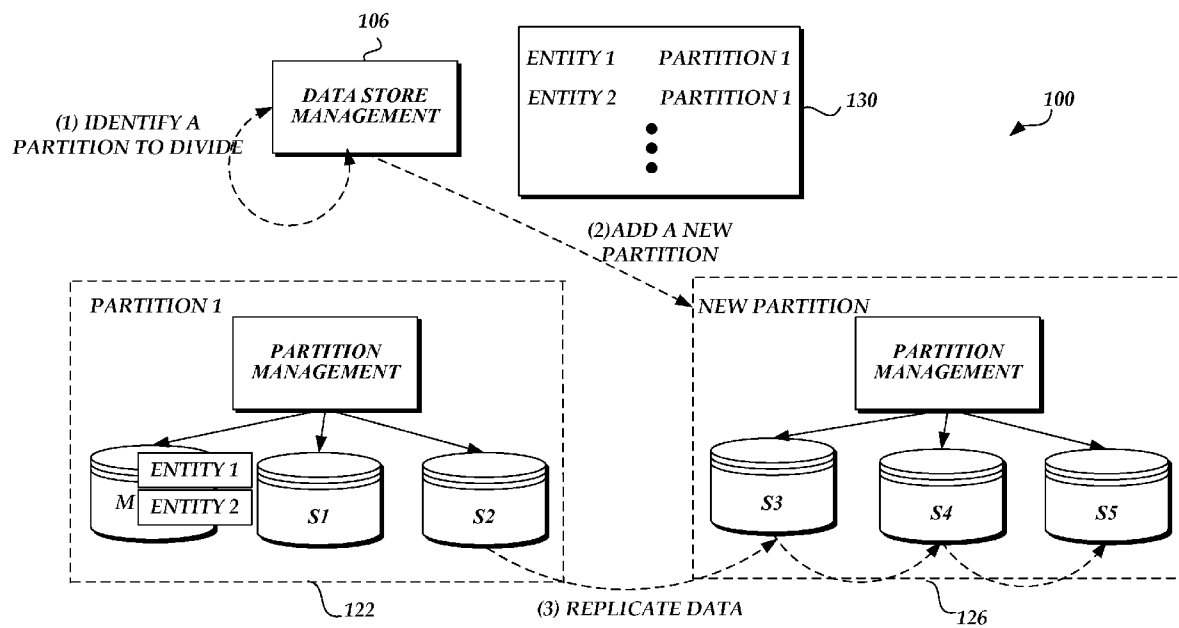 106
DATA STORE
MANAGEMENT
ENTITY 1 PARTITION 1
ENTITY 2 PARTITION 1
130
100
(1) IDENTIFY A
PARTITION TO DIVIDE
(2)ADD A NEW
PARTITION
PARTITION 1
PARTITION
MANAGEMENT
ENTITY 1
M
ENTITY 2
S1
S2
NEW PARTITION
PARTITION
MANAGEMENT
S3
S4
S5
122
(3) REPLICATE DATA
126